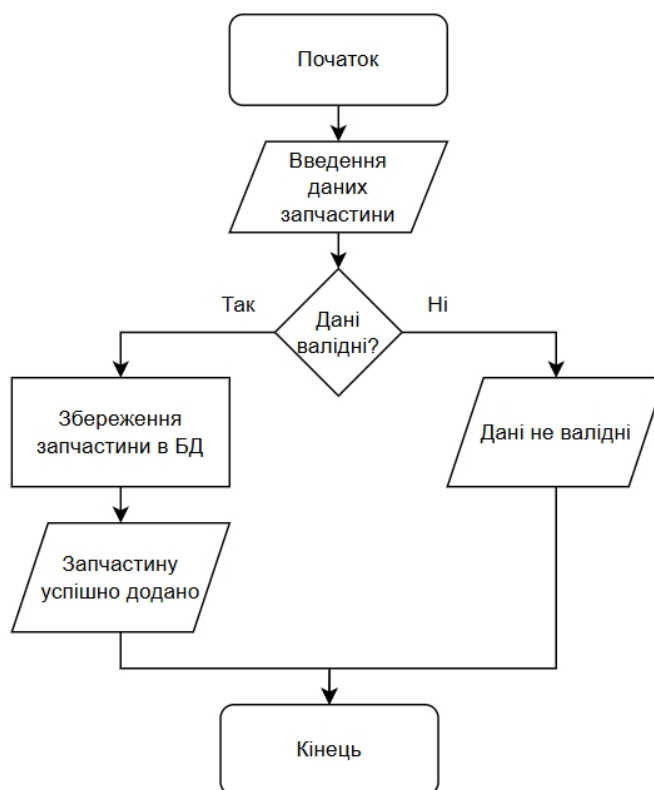 Початок
Введення
даних
запчастини
Так
Ні
Дані
валідні?
Збереження
запчастини в БД
Дані не валідні
Запчастину
успішно додано
Кінець